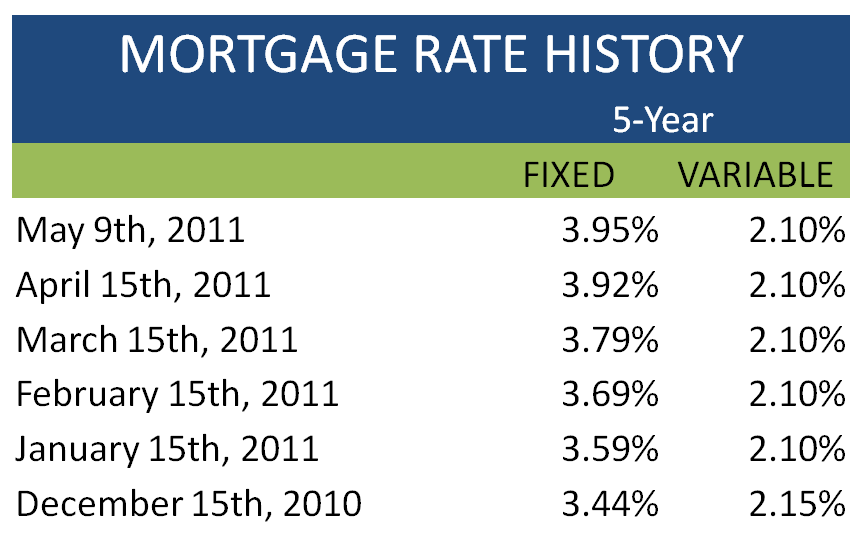 MORTGAGE RATE HISTORY
5-Year
FIXED VARIABLE
May 9th, 2011 3.95% 2.10%
April 15th, 2011 3.92% 2.10%
March 15th, 2011 3.79% 2.10%
February 15th, 2011 3.69% 2.10%
January 15th, 2011 3.59% 2.10%
December 15th, 2010 3.44% 2.15%